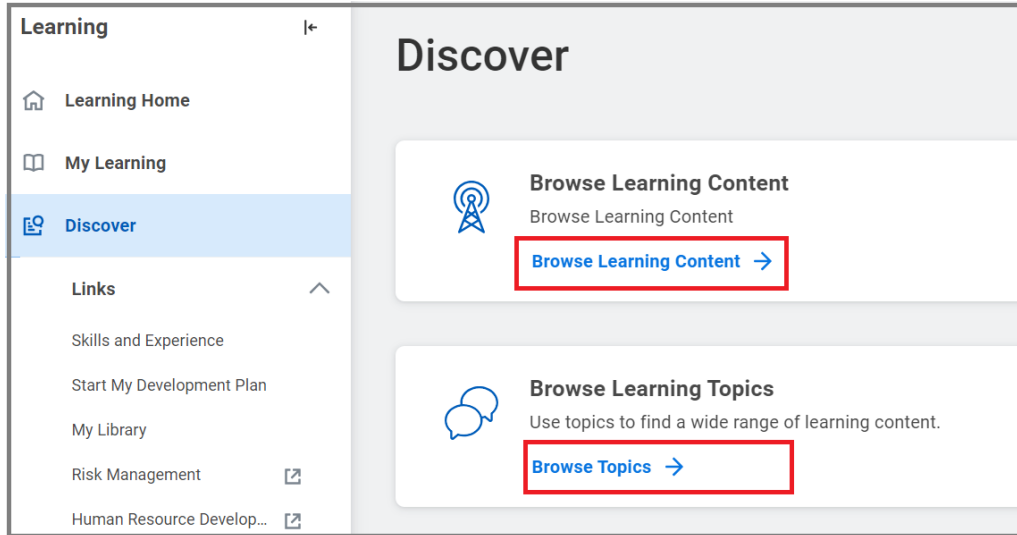 Learning
Learning Home
My Learning
Discover
Links
Skills and Experience
Start My Development Plan
My Library
Risk Management
Human Resource Develop...
Discover
Browse Learning Content
Browse Learning Content
Browse Learning Content
Browse Learning Topics
Use topics to find a wide range of learning content.
Browse Topics